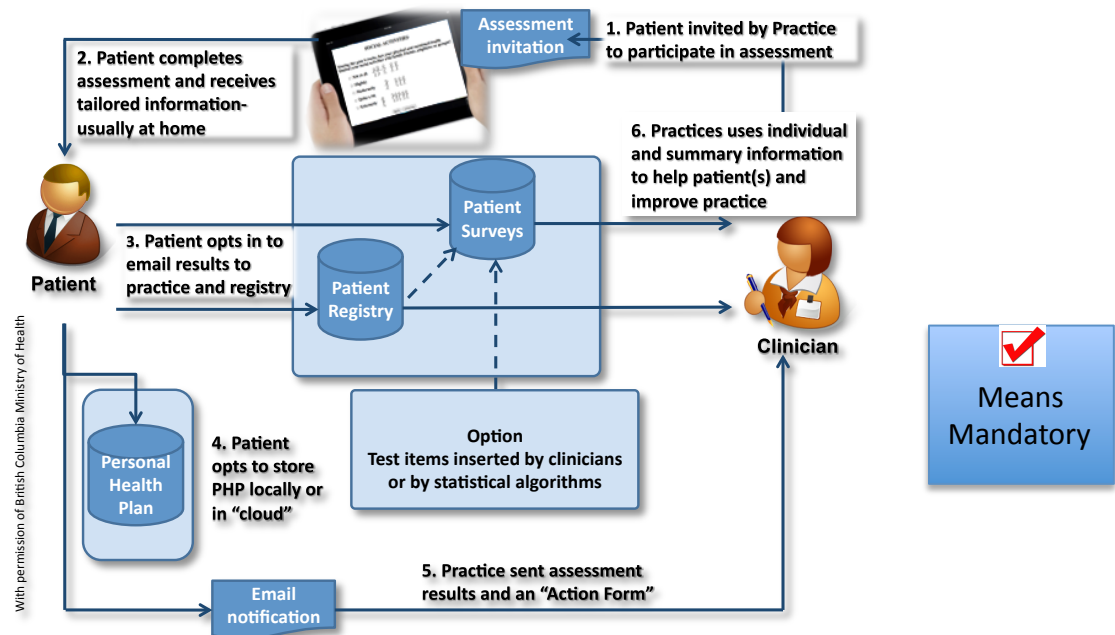 Assessment
invitation
1. Patient invited by Practice
to participate in assessment
2. Patient completes
assessment and receives
tailored information-
usually at home
SOCIAL ACTIVITIES
6. Practices uses individual
and summary information
to help patient(s) and
improve practice
Patient
Surveys
3. Patient opts in to
email results to
practice and registry
Patient
Patient
Registry
Clinician
Means
Mandatory
Option
Test items inserted by clinicians
or by statistical algorithms
Personal
Health
Plan
4. Patient
opts to store
PHP locally or
in “cloud”
5. Practice sent assessment
results and an “Action Form”
Email
notification
With permission of British Columbia Ministry of Health